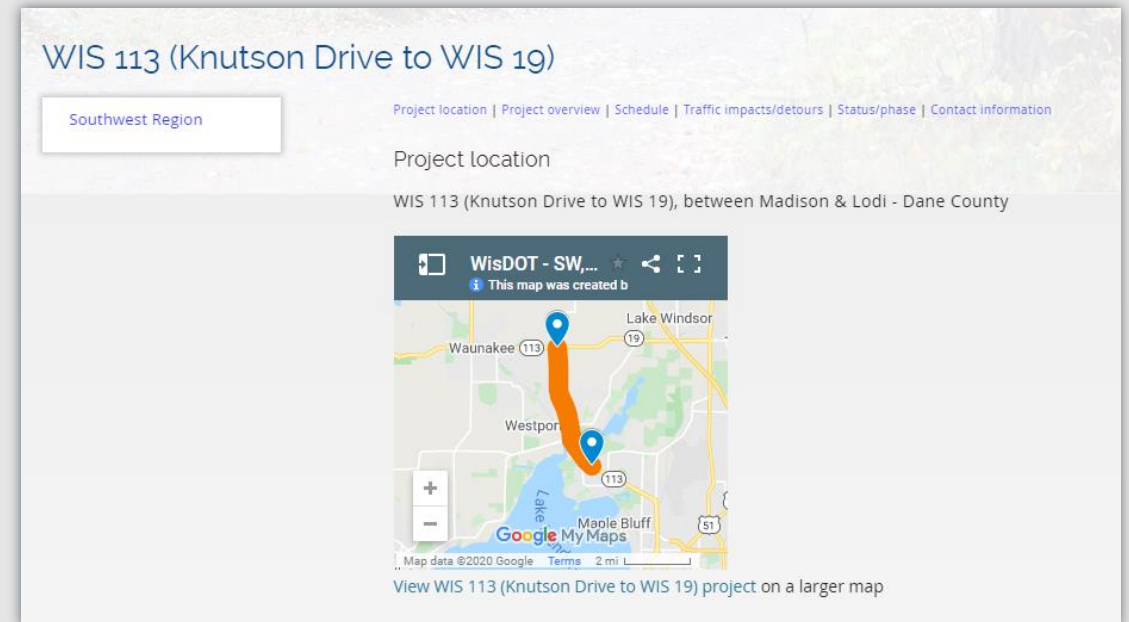 WIS 113 (Knutson Drive to WIS 19)
Southwest Region
Project location | Project overview | Schedule | Traffic impacts/detours | Status/phase | Contact information
Project location
WIS 113 (Knutson Drive to WIS 19), between Madison & Lodi - Dane County
WisDOT - SW,...
This map was created b
Lake Windsor
19
Waunakee 113
Westpor
113
+
Lake
−
Maple Bluff
51
Google My Maps
Map data ©2020 Google Terms 2 mi
View WIS 113 (Knutson Drive to WIS 19) project on a larger map